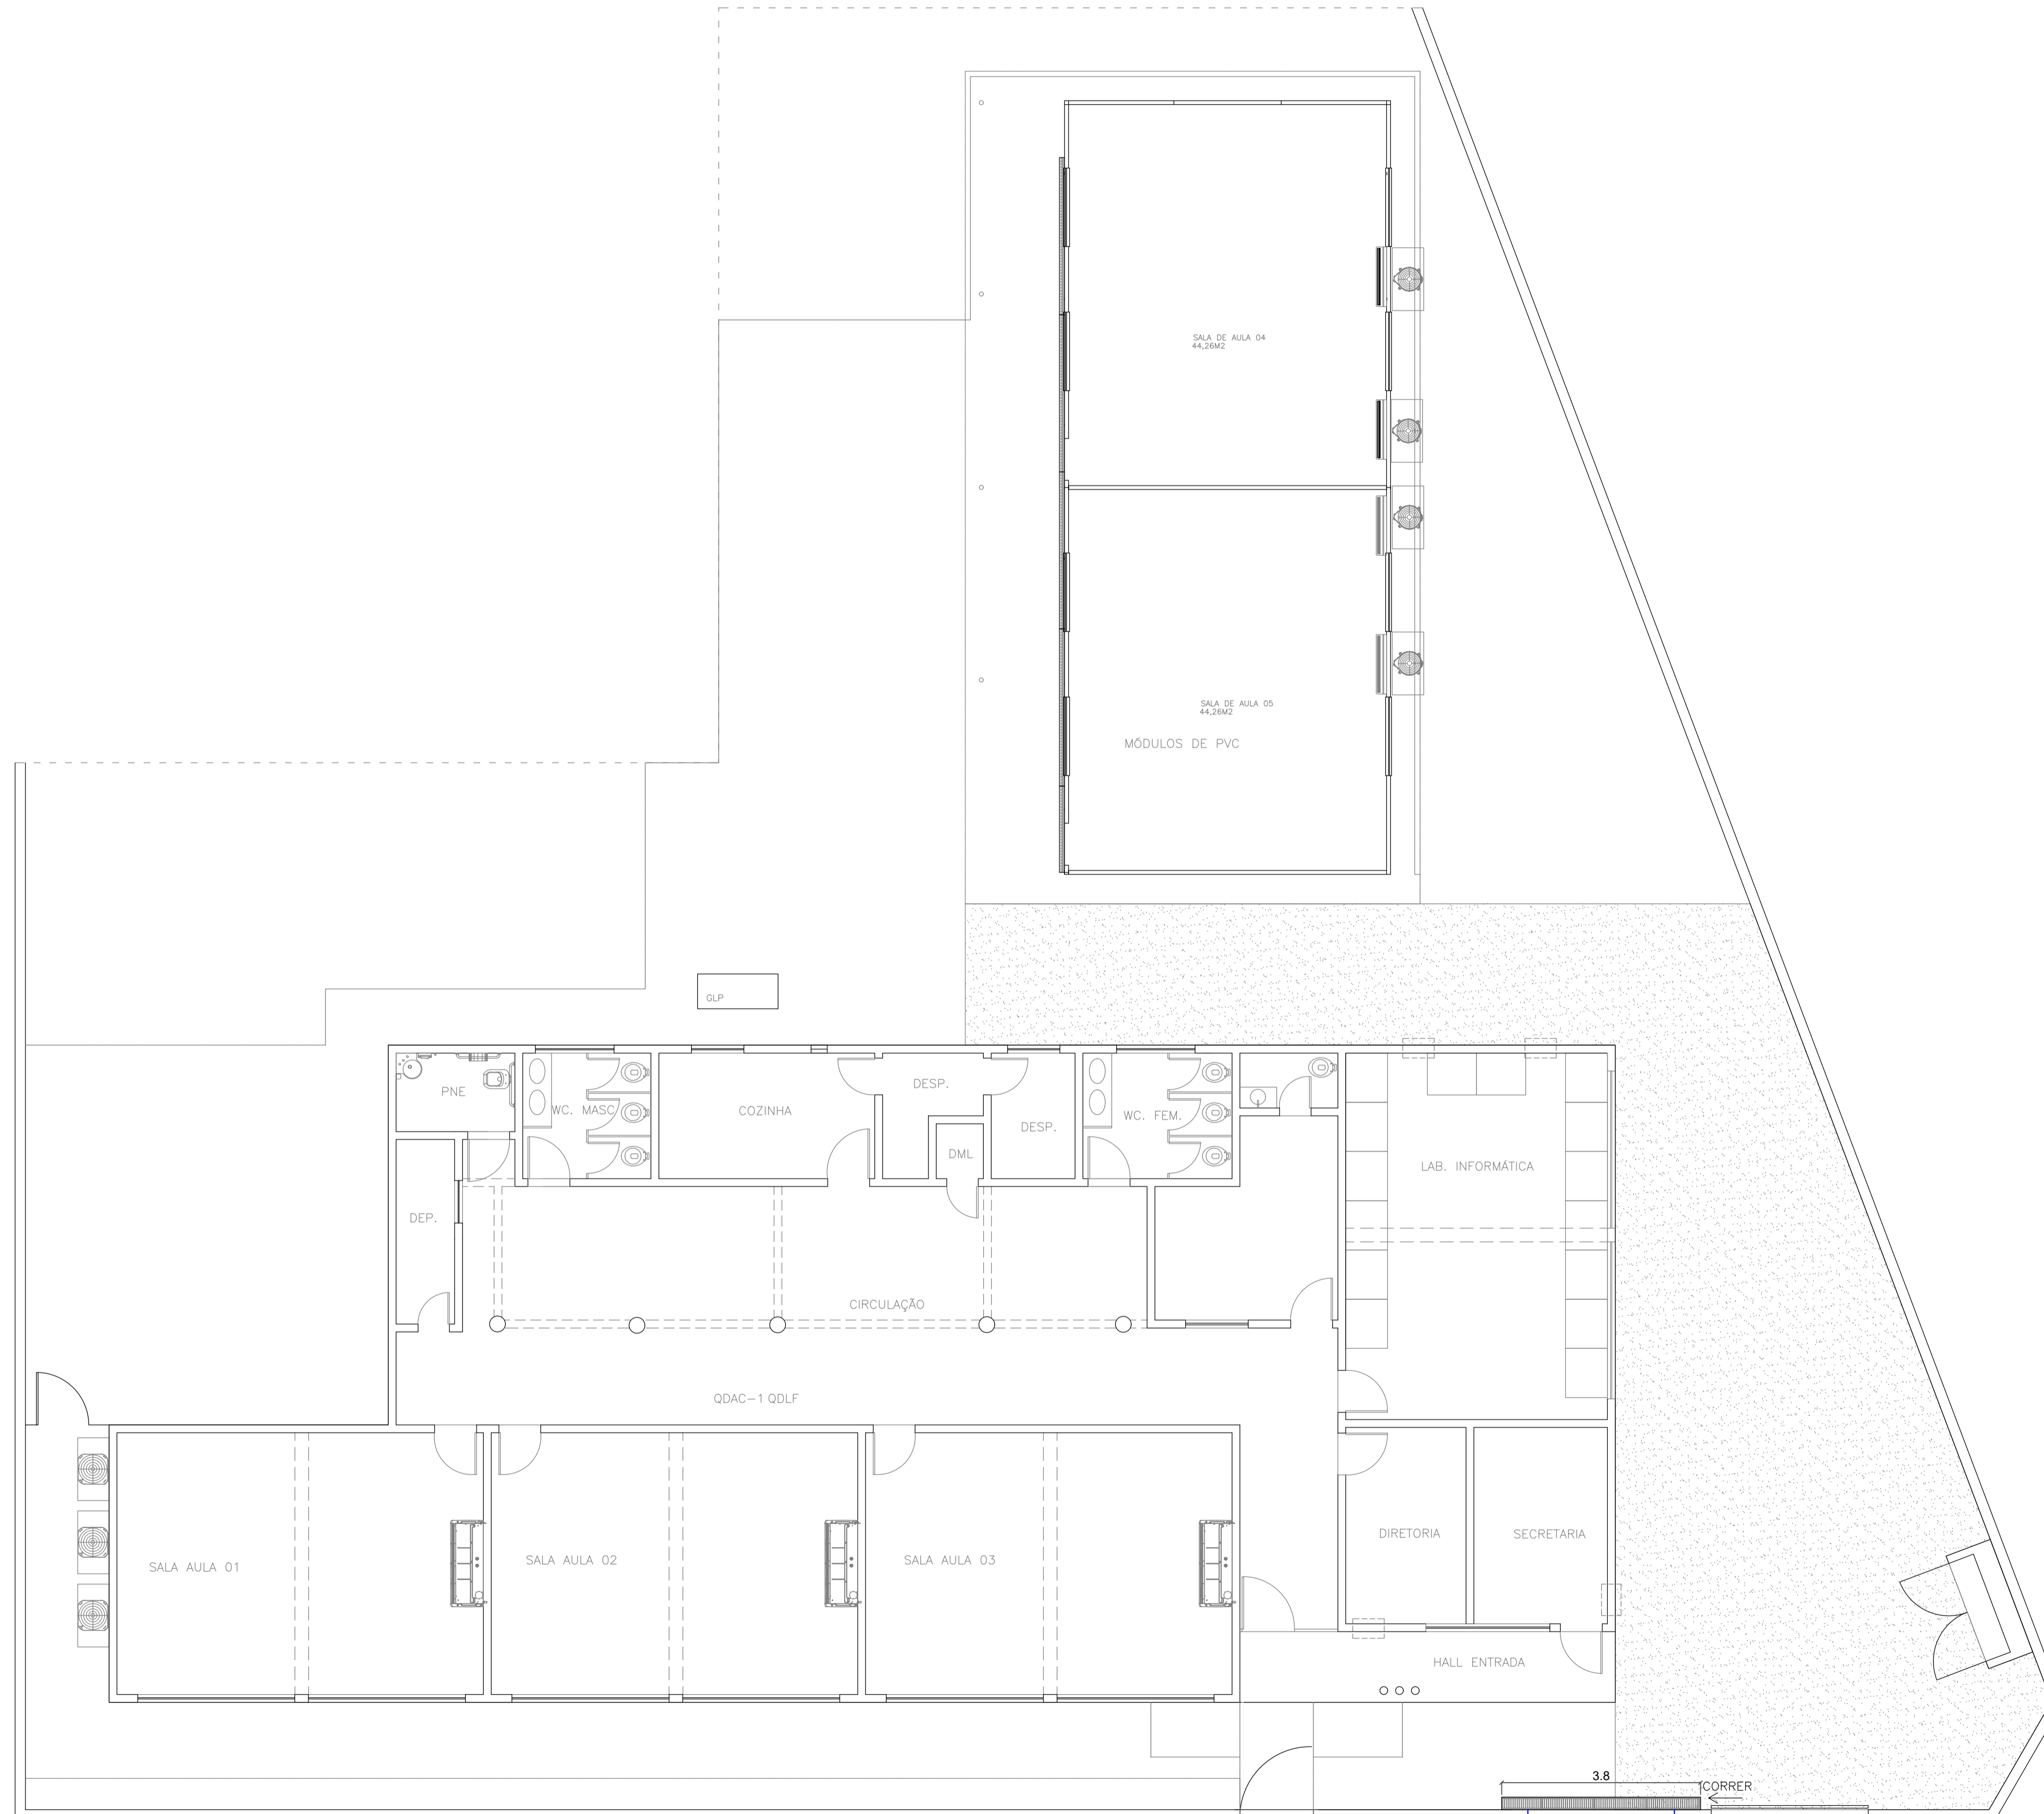 SALA DE AULA 04
44,26M2
SALA DE AULA 05
44,26M2
MÓDULOS DE PVC
GLP
PNE
WC. MASC
COZINHA
DESP.
DESP.
WC. FEM.
DML
LAB. INFORMÁTICA
DEP.
CIRCULAÇÃO
QDAC-1 QDLF
DIRETORIA
SECRETARIA
SALA AULA 01
SALA AULA 02
SALA AULA 03
HALL ENTRADA
3.8
CORRER